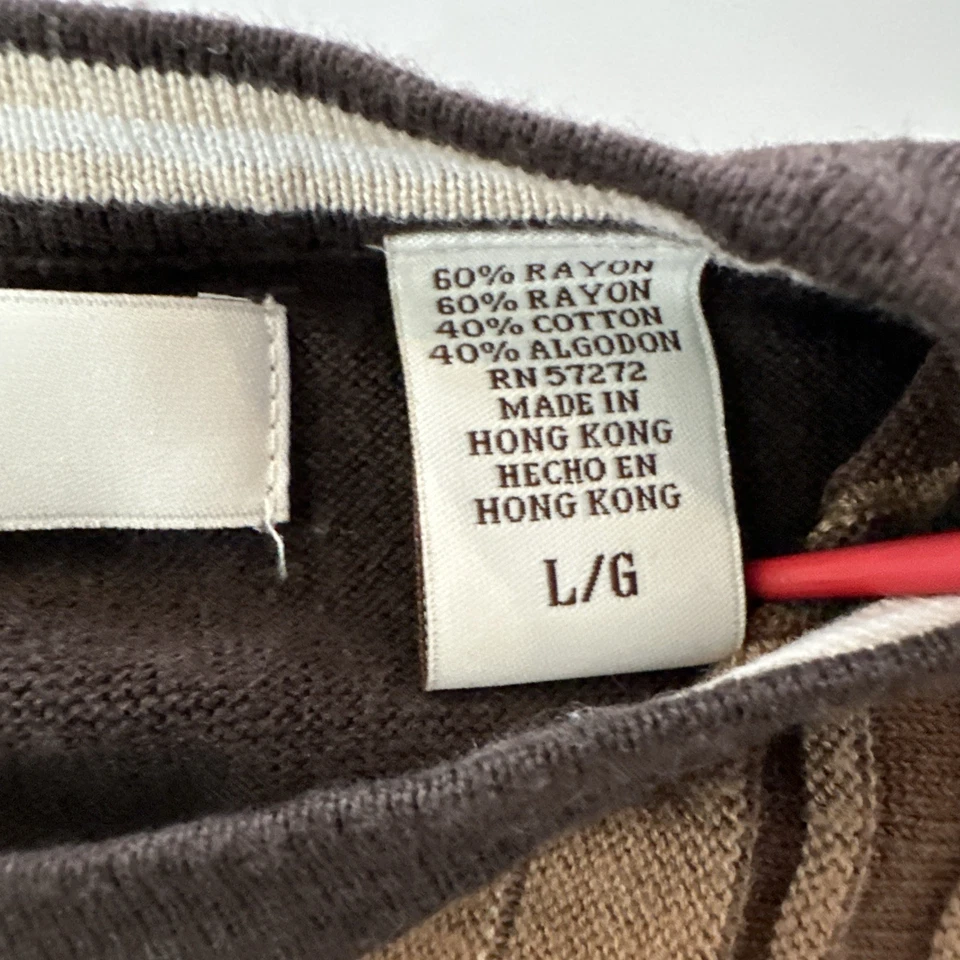 60% RAYON
60% RAYON
40% COTTON
40% ALGODON
RN 57272
MADE IN
HONG KONG
HECHO EN
HONG KONG
L/G